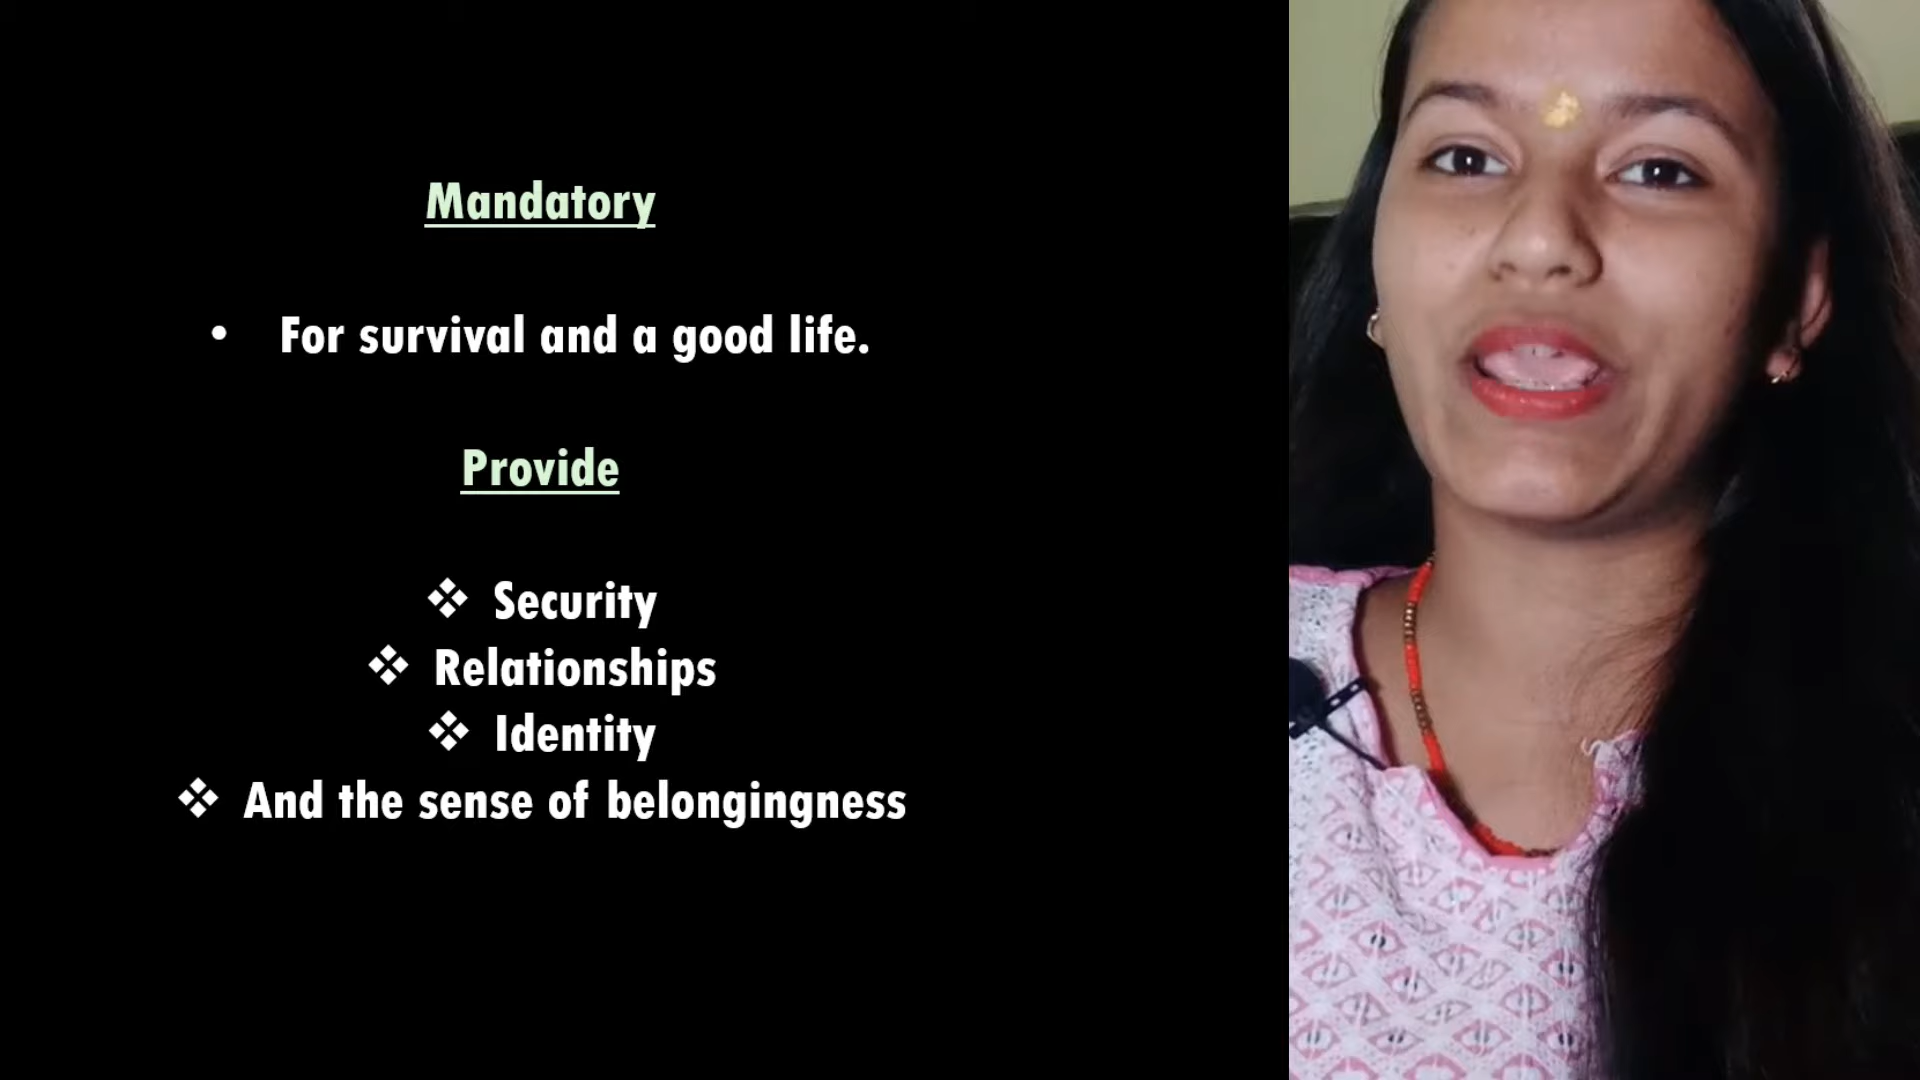 Mandatory
• For survival and a good life.
Provide
❖ Security
❖ Relationships
❖ Identity
❖ And the sense of belongingness